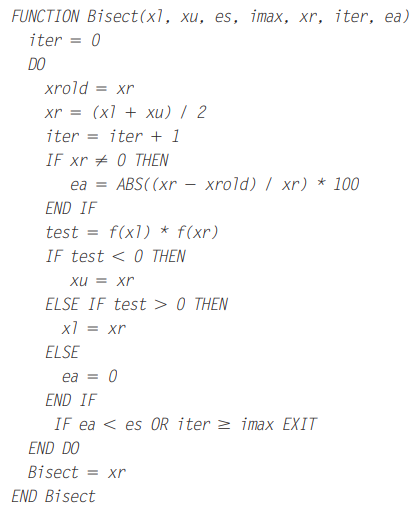 FUNCTION Bisect(xl, xu, es, imax, xr, iter, ea)
iter = 0
DO
xrold = xr
xr = (xl + xu) / 2
iter = iter + 1
IF xr ≠ 0 THEN
ea = ABS((xr − xrold) / xr) * 100
END IF
test = f(xl) * f(xr)
IF test < 0 THEN
xu = xr
ELSE IF test > 0 THEN
xl = xr
ELSE
ea = 0
END IF
IF ea < es OR iter ≥ imax EXIT
END DO
Bisect = xr
END Bisect